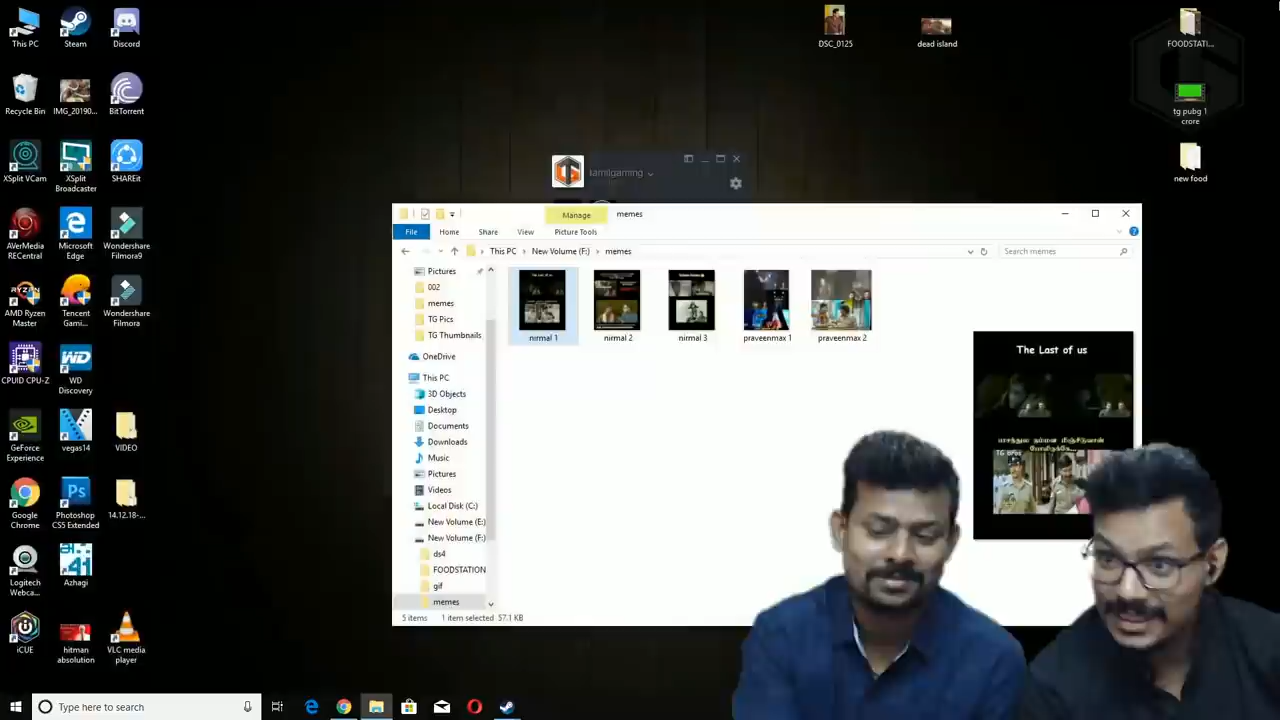 This PC
Steam
Discord
DSC_0125
dead island
FOODSTATI...
Recycle Bin
IMG_20190...
BitTorrent
tg pubg 1
crore
XSplit VCam
XSplit
Broadcaster
SHAREit
new food
tamilgaming
AVerMedia
RECentral
Microsoft
Edge
Wondershare
Filmora9
Manage
memes
File
Home
Share
View
Picture Tools
This PC
New Volume (F:)
memes
Search memes
AMD Ryzen
Master
Tencent
Gami...
Wondershare
Filmora
Pictures
002
memes
TG Pics
TG Thumbnails
OneDrive
This PC
3D Objects
Desktop
Documents
Downloads
Music
Pictures
Videos
Local Disk (C:)
New Volume (E:)
New Volume (F:)
ds4
FOODSTATION
gif
memes
nirmal 1
nirmal 2
nirmal 3
praveenmax 1
praveenmax 2
The Last of us
பாசத்துல நம்மை மிஞ்சிடுவான்
போலிருக்கே...
TG bros
CPUID CPU-Z
WD
Discovery
GeForce
Experience
vegas14
VIDEO
Google
Chrome
Photoshop
CS5 Extended
14.12.18-...
Logitech
Webca...
Azhagi
iCUE
hitman
absolution
VLC media
player
5 items
1 item selected
57.1 KB
Type here to search